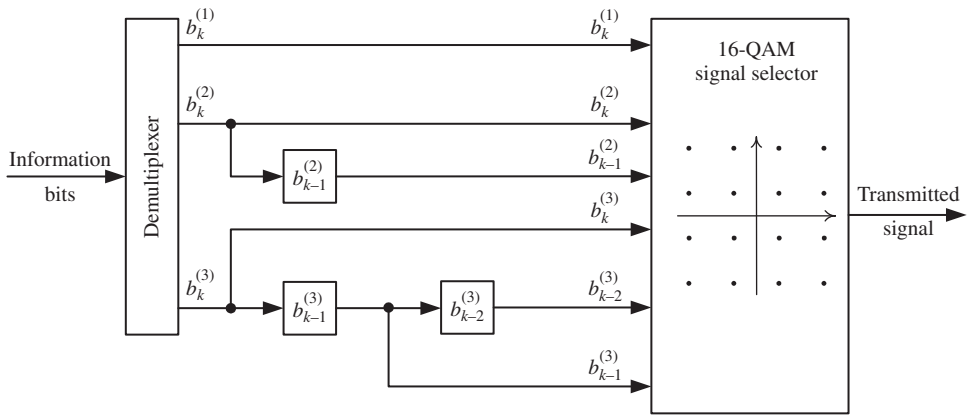 b_k^{(1)}
b_k^{(1)}
16-QAM
signal selector
b_k^{(2)}
b_k^{(2)}
Information
bits
Demultiplexer
b_{k–1}^{(2)}
b_{k–1}^{(2)}
b_k^{(3)}
Transmitted
signal
b_k^{(3)}
b_{k–1}^{(3)}
b_{k–2}^{(3)}
b_{k–2}^{(3)}
b_{k–1}^{(3)}